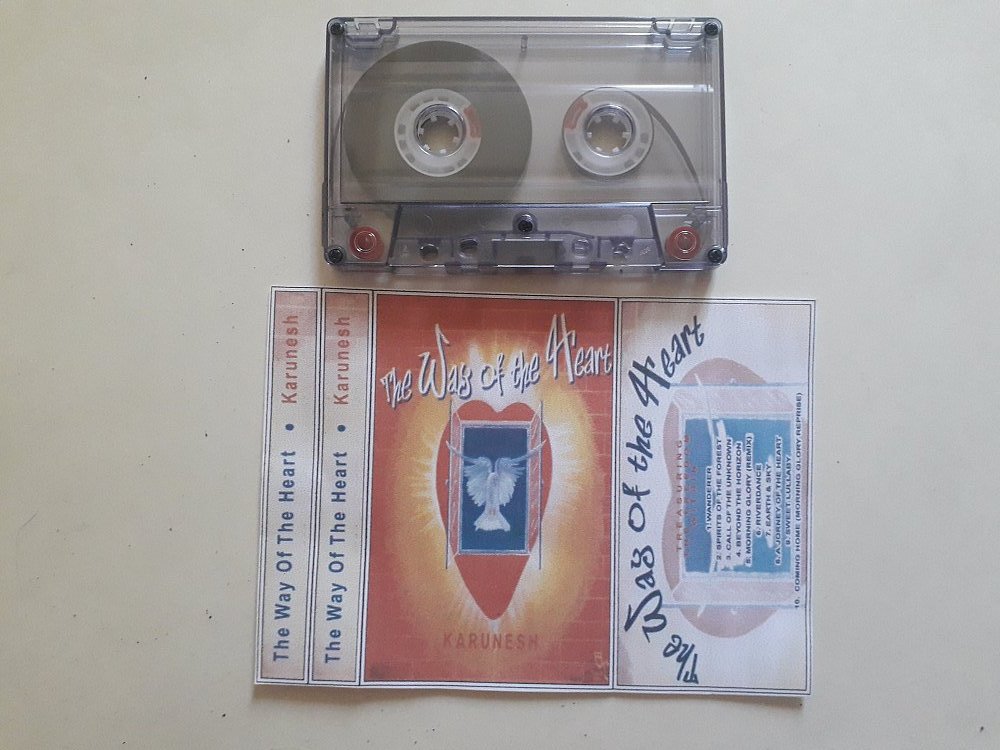 The Way Of The Heart • Karunesh
The Way Of The Heart • Karunesh
The Way of the Heart
KARUNESH
The Way of the Heart
TREASURING
1. WANDERER
2. SPIRITS OF THE FOREST
3. CALL OF THE UNKNOWN
4. BEYOND THE HORIZON
5. MORNING GLORY (REMIX)
6. RIVERDANCE
7. EARTH & SKY
8. A JORNEY OF THE HEART
9. SWEET LULLABY
10. COMING HOME (MORNING GLORY REPRISE)